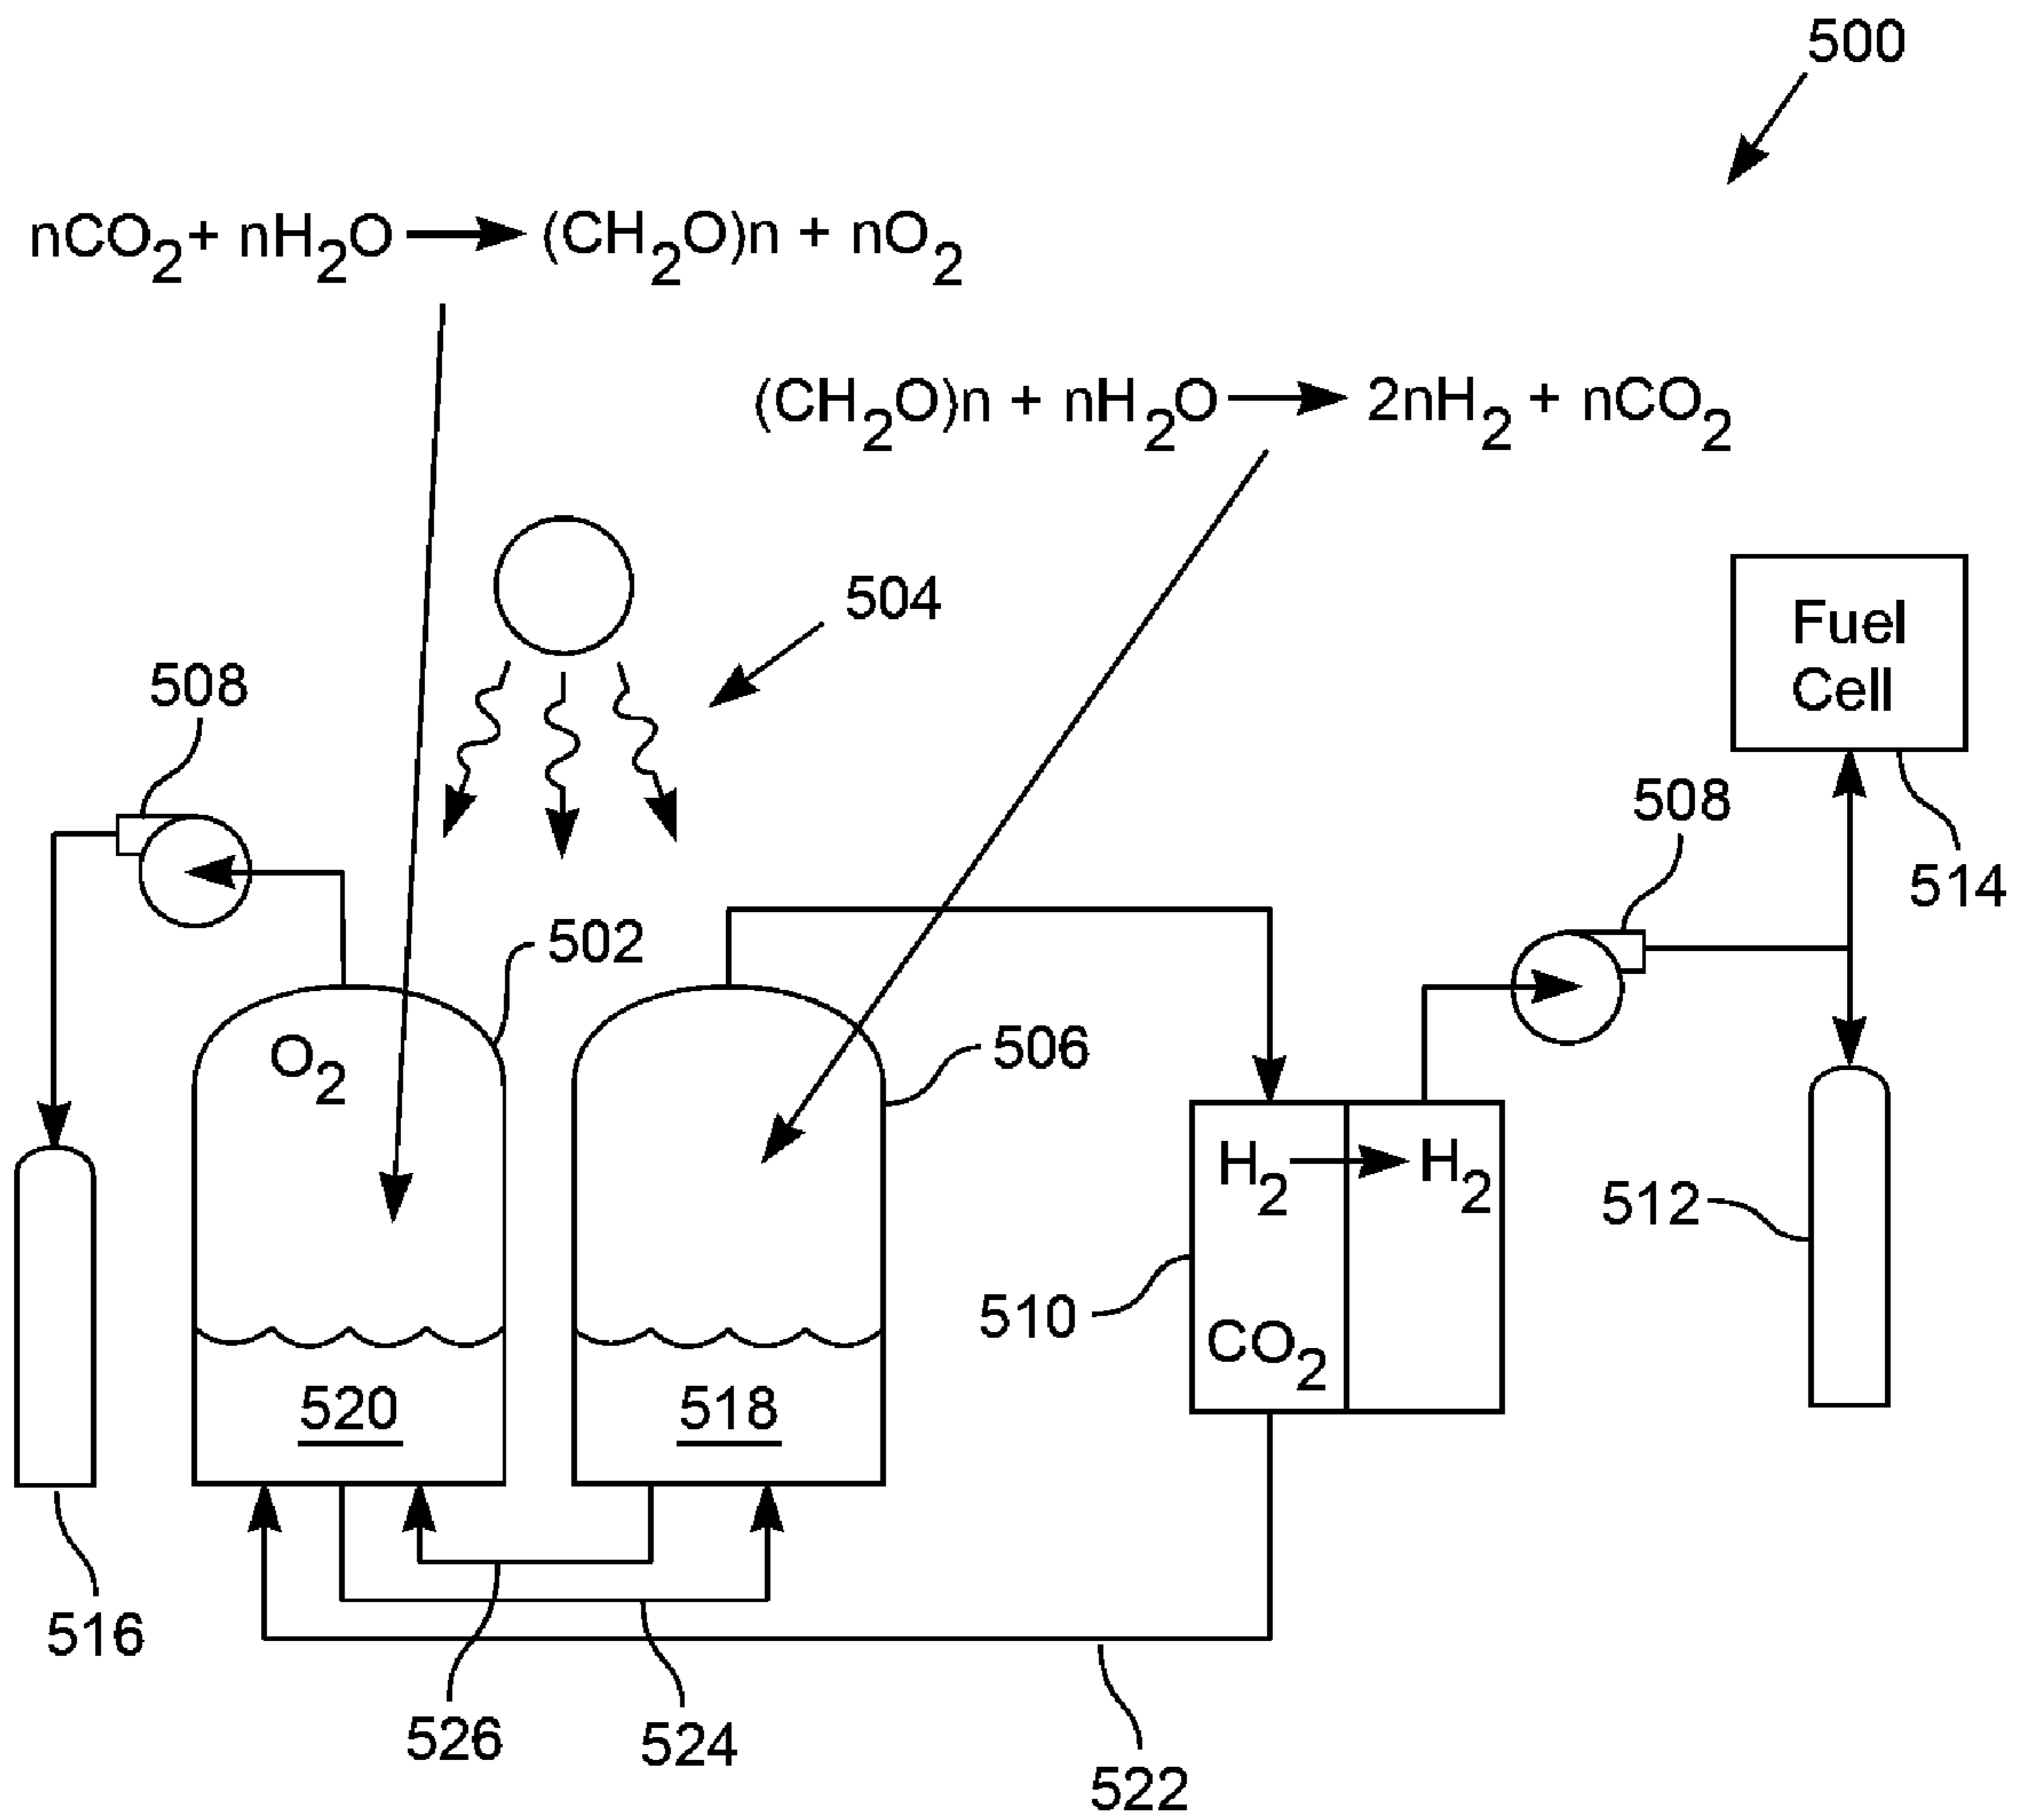 500
nCO2+ nH2O → (CH2O)n + nO2
(CH2O)n + nH2O → 2nH2 + nCO2
504
Fuel
Cell
508
508
514
502
O2
506
H2 → H2
512
510
CO2
520
518
516
526
524
522